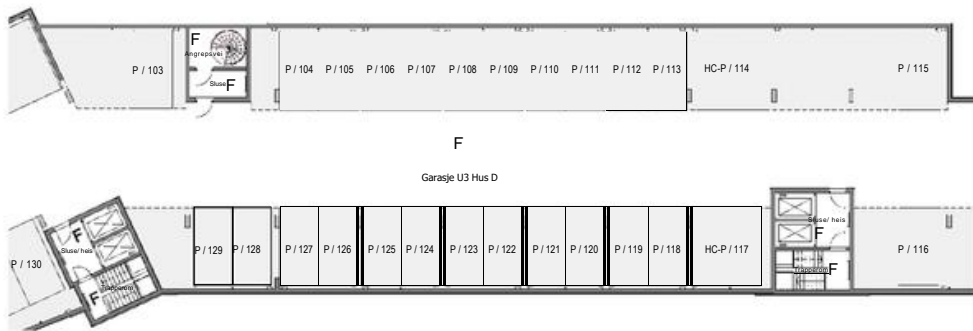 F
Angrepsvei
Sluse F
P / 103
P / 104
P / 105
P / 106
P / 107
P / 108
P / 109
P / 110
P / 111
P / 112
P / 113
HC-P / 114
P / 115
F
Garasje U3 Hus D
P / 130
F
Sluse/ heis
F
Trapperom
P / 129
P / 128
P / 127
P / 126
P / 125
P / 124
P / 123
P / 122
P / 121
P / 120
P / 119
P / 118
HC-P / 117
Sluse/ heis
F
Trapperom
F
P / 116